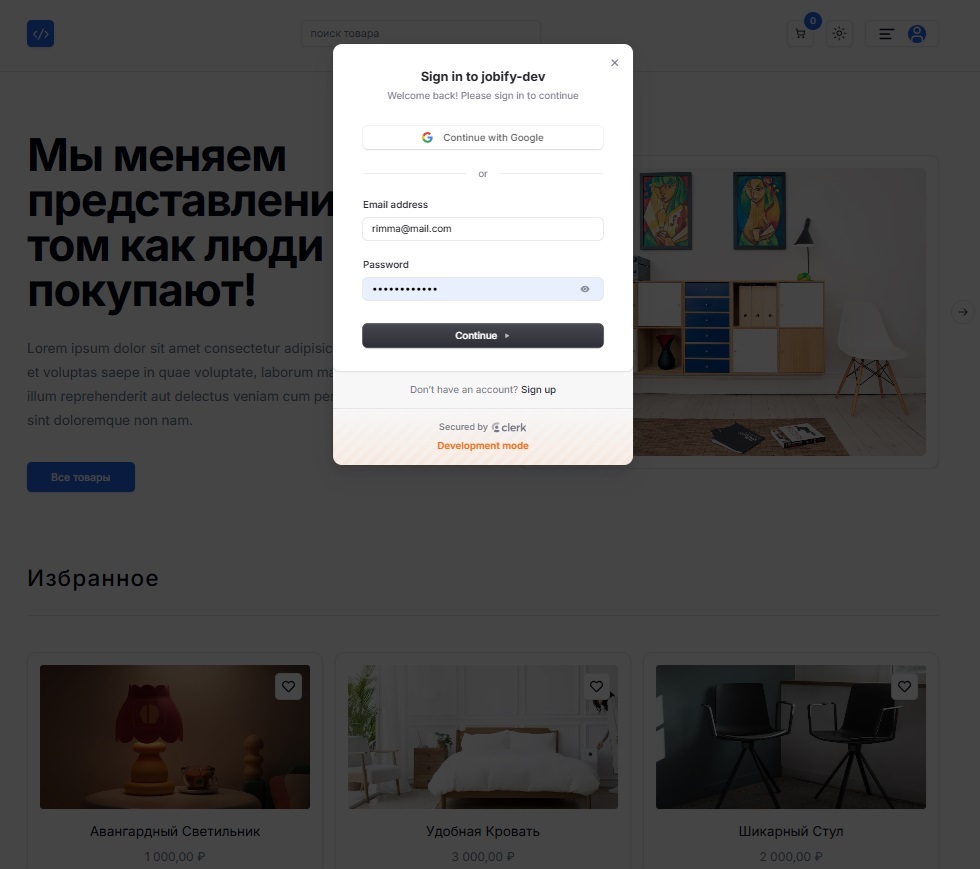 </>
поиск товара
0
Sign in to jobify-dev
Welcome back! Please sign in to continue
Continue with Google
or
Email address
rimma@mail.com
Password
••••••••••••
Continue
Don't have an account? Sign up
Secured by clerk
Development mode
Мы меняем
представлени
том как люди
покупают!
Lorem ipsum dolor sit amet consectetur adipisic
et voluptas saepe in quae voluptate, laborum
illum reprehenderit aut delectus veniam cum
sint doloremque non nam.
Все товары
Избранное
Авангардный Светильник
1 000,00 ₽
Удобная Кровать
3 000,00 ₽
Шикарный Стул
2 000,00 ₽